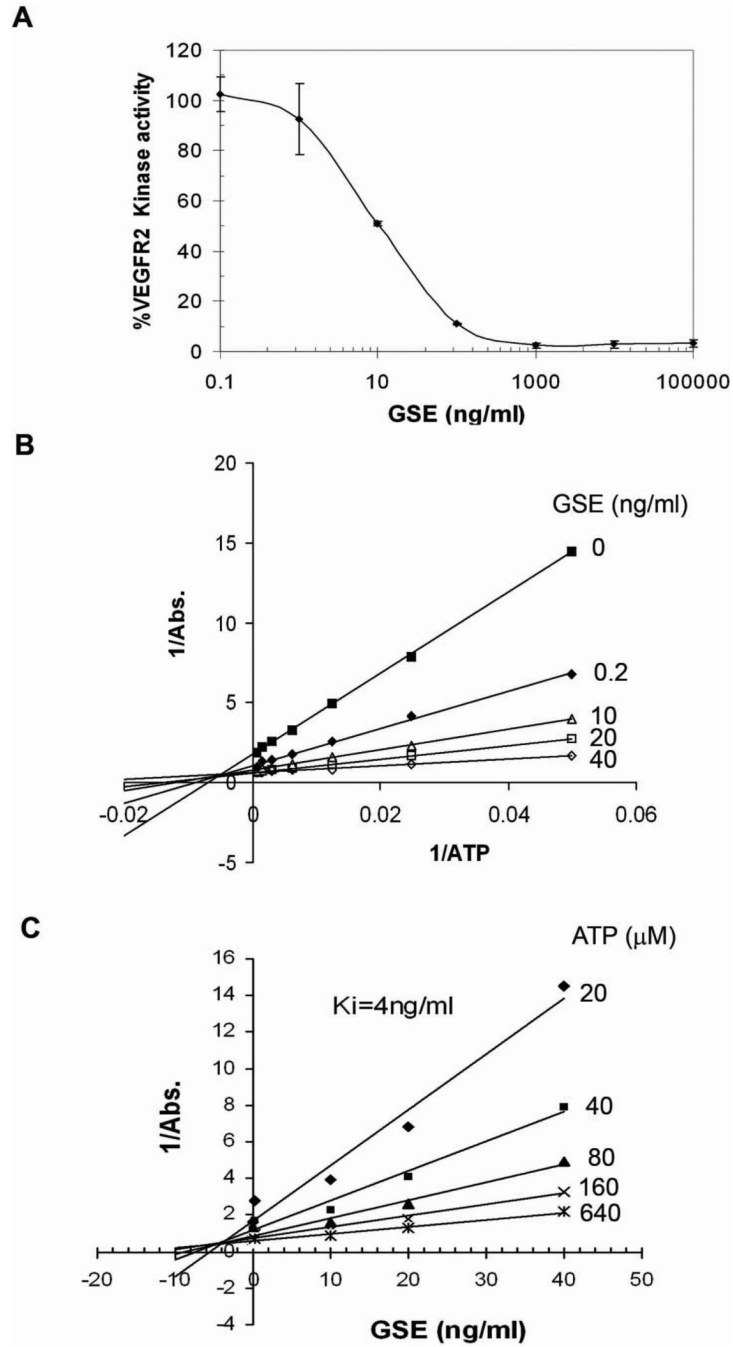 A
120
100
80
60
40
20
0
%VEGFR2 Kinase activity
0.1 10 1000 100000
GSE (ng/ml)
B
20
15
10
5
0
-5
1/Abs.
GSE (ng/ml)
0
0.2
10
20
40
-0.02 0 0.02 0.04 0.06
1/ATP
C
16
14
12
10
8
6
4
2
0
-2
-4
1/Abs.
ATP (μM)
Ki=4ng/ml
20
40
80
160
640
-20 -10 0 10 20 30 40 50
GSE (ng/ml)